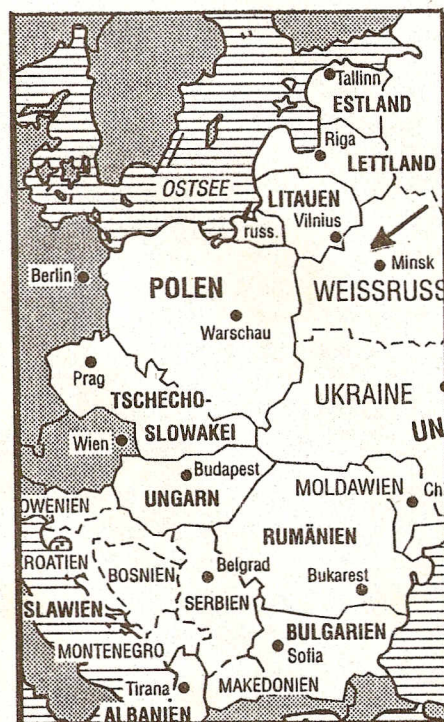 Tallinn
ESTLAND
Riga
LETTLAND
OSTSEE
LITAUEN
Vilnius
russ.
Berlin
Minsk
POLEN
WEISSRUSS
Warschau
Prag
UKRAINE
TSCHECHO-
SLOWAKEI
UN
Wien
Budapest
MOLDAWIEN
Ch
UNGARN
OWENIEN
RUMÄNIEN
ROATIEN
BOSNIEN
Belgrad
Bukarest
SLAWIEN
SERBIEN
MONTENEGRO
BULGARIEN
Sofia
Tirana
MAKEDONIEN
ALBANIEN